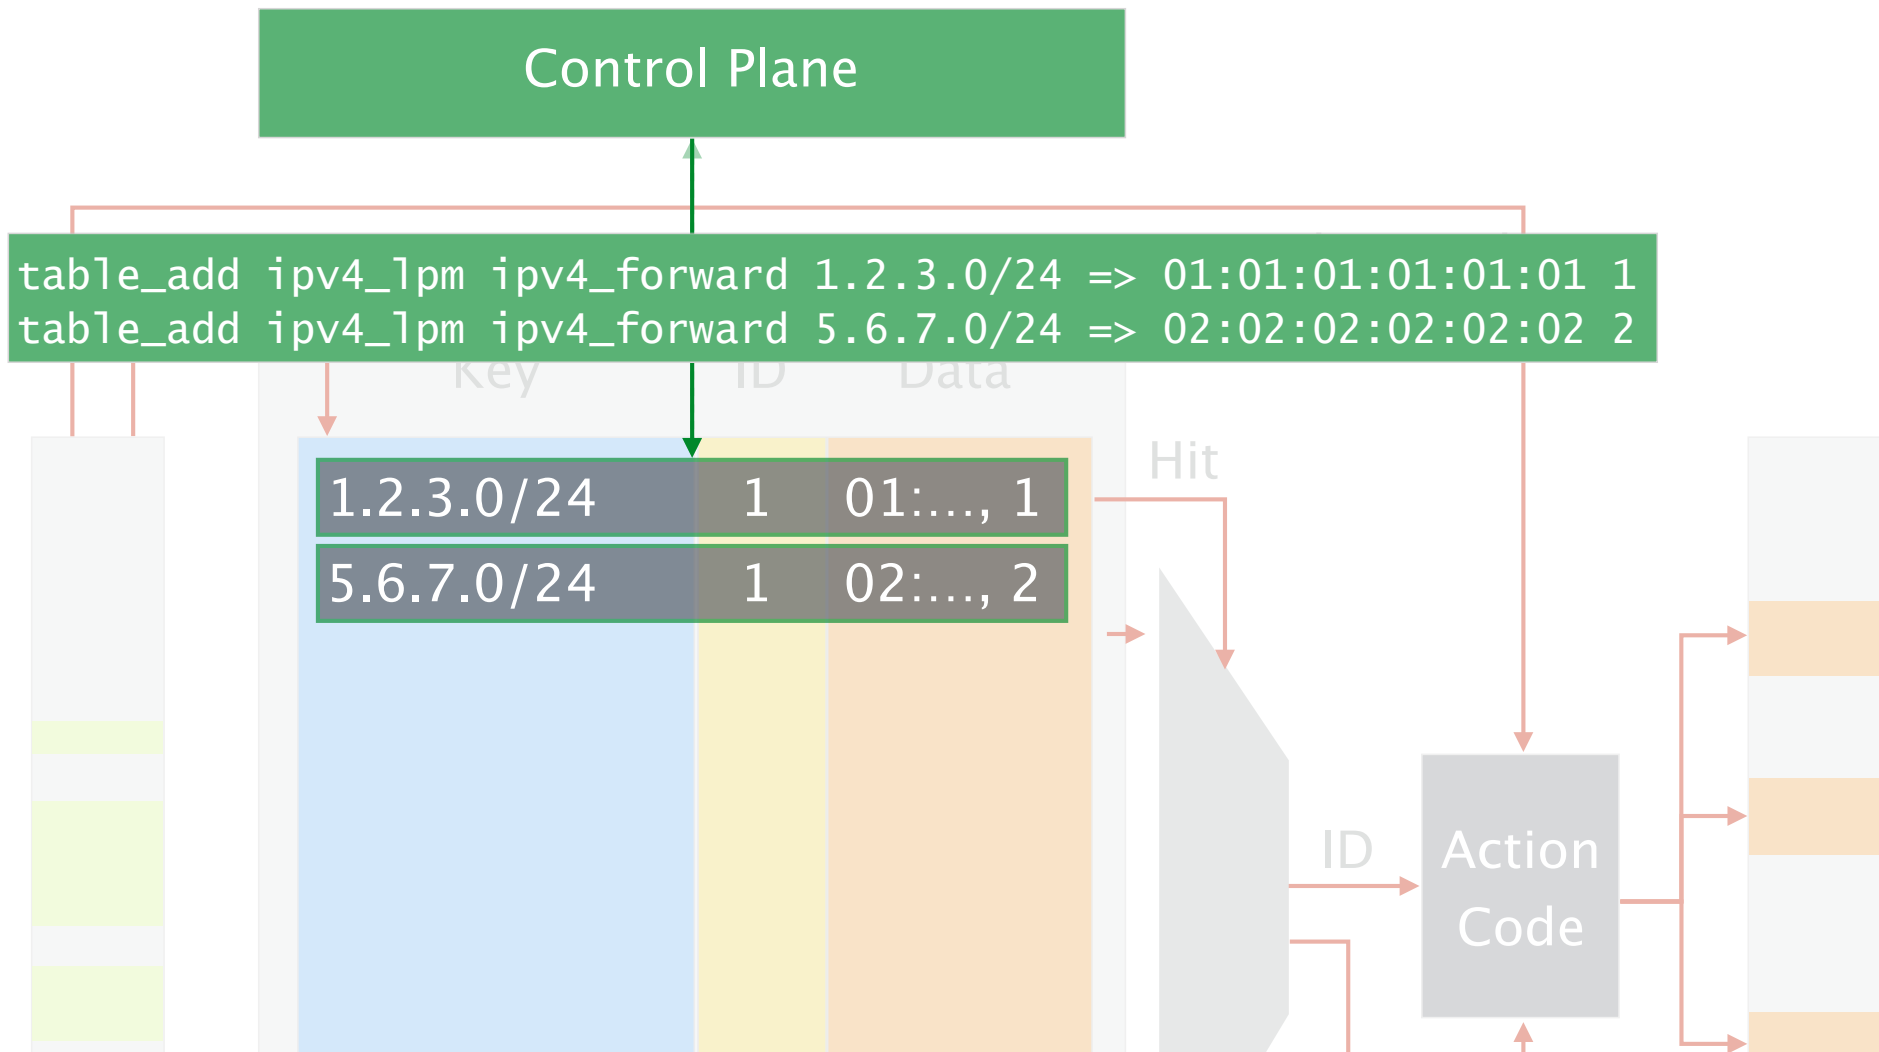 Control Plane
table_add ipv4_lpm ipv4_forward 1.2.3.0/24 => 01:01:01:01:01:01 1
table_add ipv4_lpm ipv4_forward 5.6.7.0/24 => 02:02:02:02:02:02 2
Key ID Data
Hit
1.2.3.0/24 1 01:..., 1
5.6.7.0/24 1 02:..., 2
ID
Action
Code